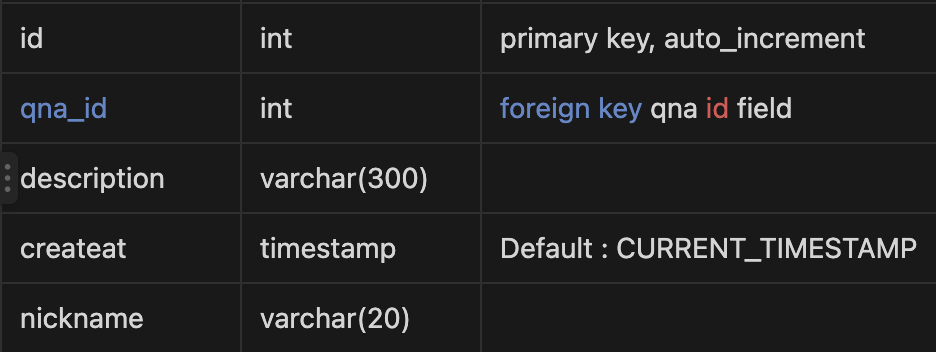 id int primary key, auto_increment
qna_id int foreign key qna id field
description varchar(300)
createat timestamp Default : CURRENT_TIMESTAMP
nickname varchar(20)